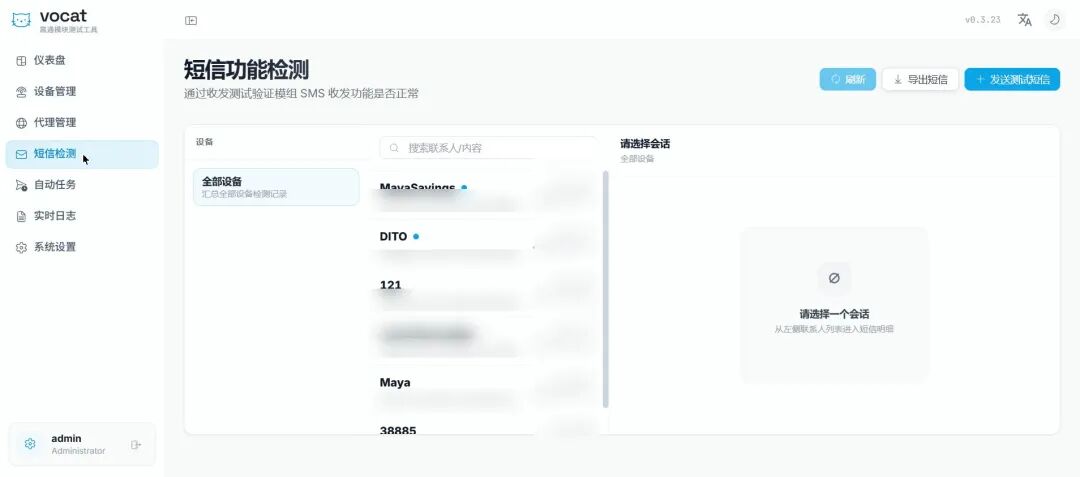 vocat
高通模块测试工具
v0.3.23
仪表盘
设备管理
代理管理
短信检测
自动任务
实时日志
系统设置
admin
Administrator
短信功能检测
通过收发测试验证模组 SMS 收发功能是否正常
刷新
导出短信
发送测试短信
设备
全部设备
汇总全部设备检测记录
搜索联系人/内容
MayaSavings
DITO
121
Maya
38885
请选择会话
全部设备
请选择一个会话
从左侧联系人列表进入短信明细